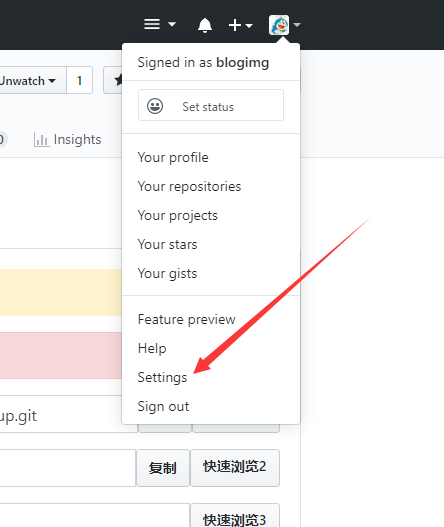 Unwatch 1
Signed in as blogimg
Set status
0 Insights
Your profile
Your repositories
Your projects
Your stars
Your gists
Feature preview
Help
Settings
Sign out
up.git
复制 快速浏览2
快速浏览3